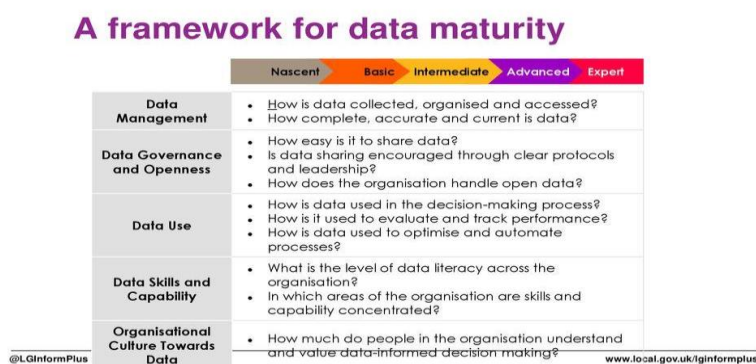 A framework for data maturity
Nascent Basic Intermediate Advanced Expert
Data
Management
• How is data collected, organised and accessed?
• How complete, accurate and current is data?
Data Governance
and Openness
• How easy is it to share data?
• Is data sharing encouraged through clear protocols
and leadership?
• How does the organisation handle open data?
Data Use
• How is data used in the decision-making process?
• How is it used to evaluate and track performance?
• How is data used to optimise and automate
processes?
Data Skills and
Capability
• What is the level of data literacy across the
organisation?
• In which areas of the organisation are skills and
capability concentrated?
Organisational
Culture Towards
Data
• How much do people in the organisation understand
and value data-informed decision making?
@LGInformPlus
www.local.gov.uk/lginformplus